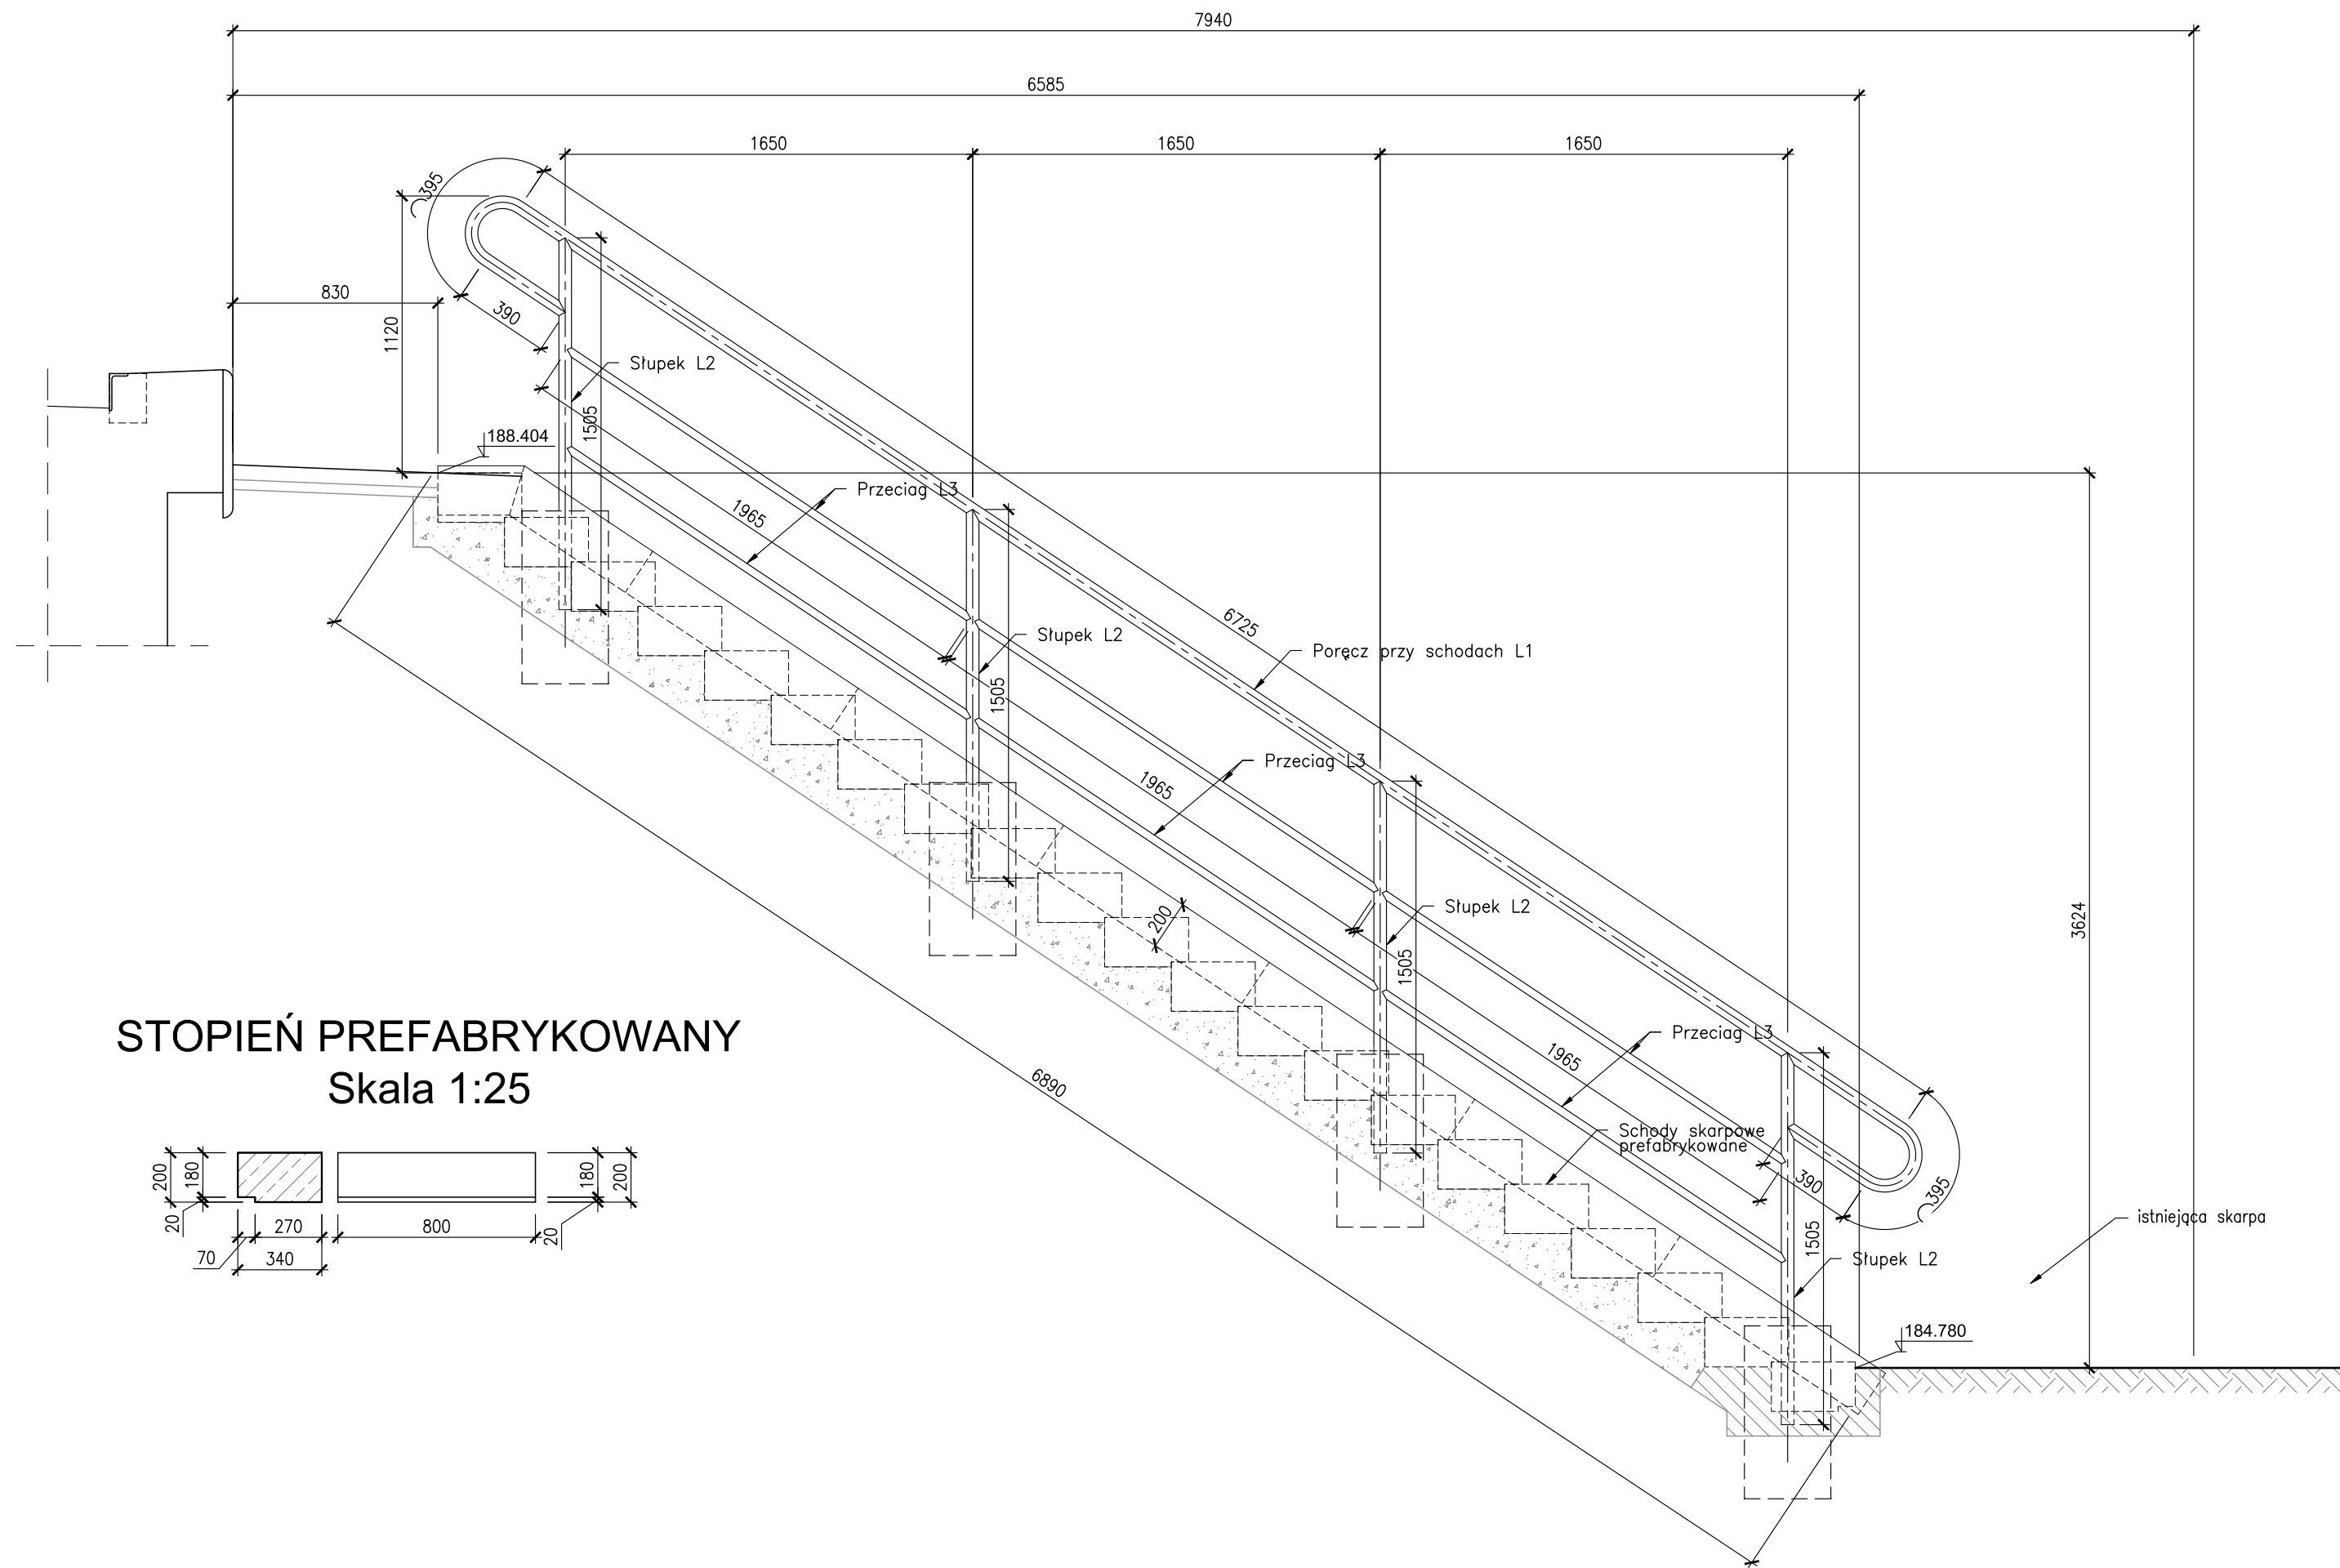 7940
6585
1650
1650
1650
395
830
1120
390
Słupek L2
1505
188.404
Przeciąg L3
1965
6725
Słupek L2
Poręcz przy schodach L1
1505
Przeciąg L3
1965
200
Słupek L2
3624
1505
STOPIEŃ PREFABRYKOWANY
Skala 1:25
Przeciąg L3
1965
6890
Schody skarpowe
prefabrykowane
390
395
200
180
180
200
20
270
800
20
70
340
istniejąca skarpa
1505
Słupek L2
184.780